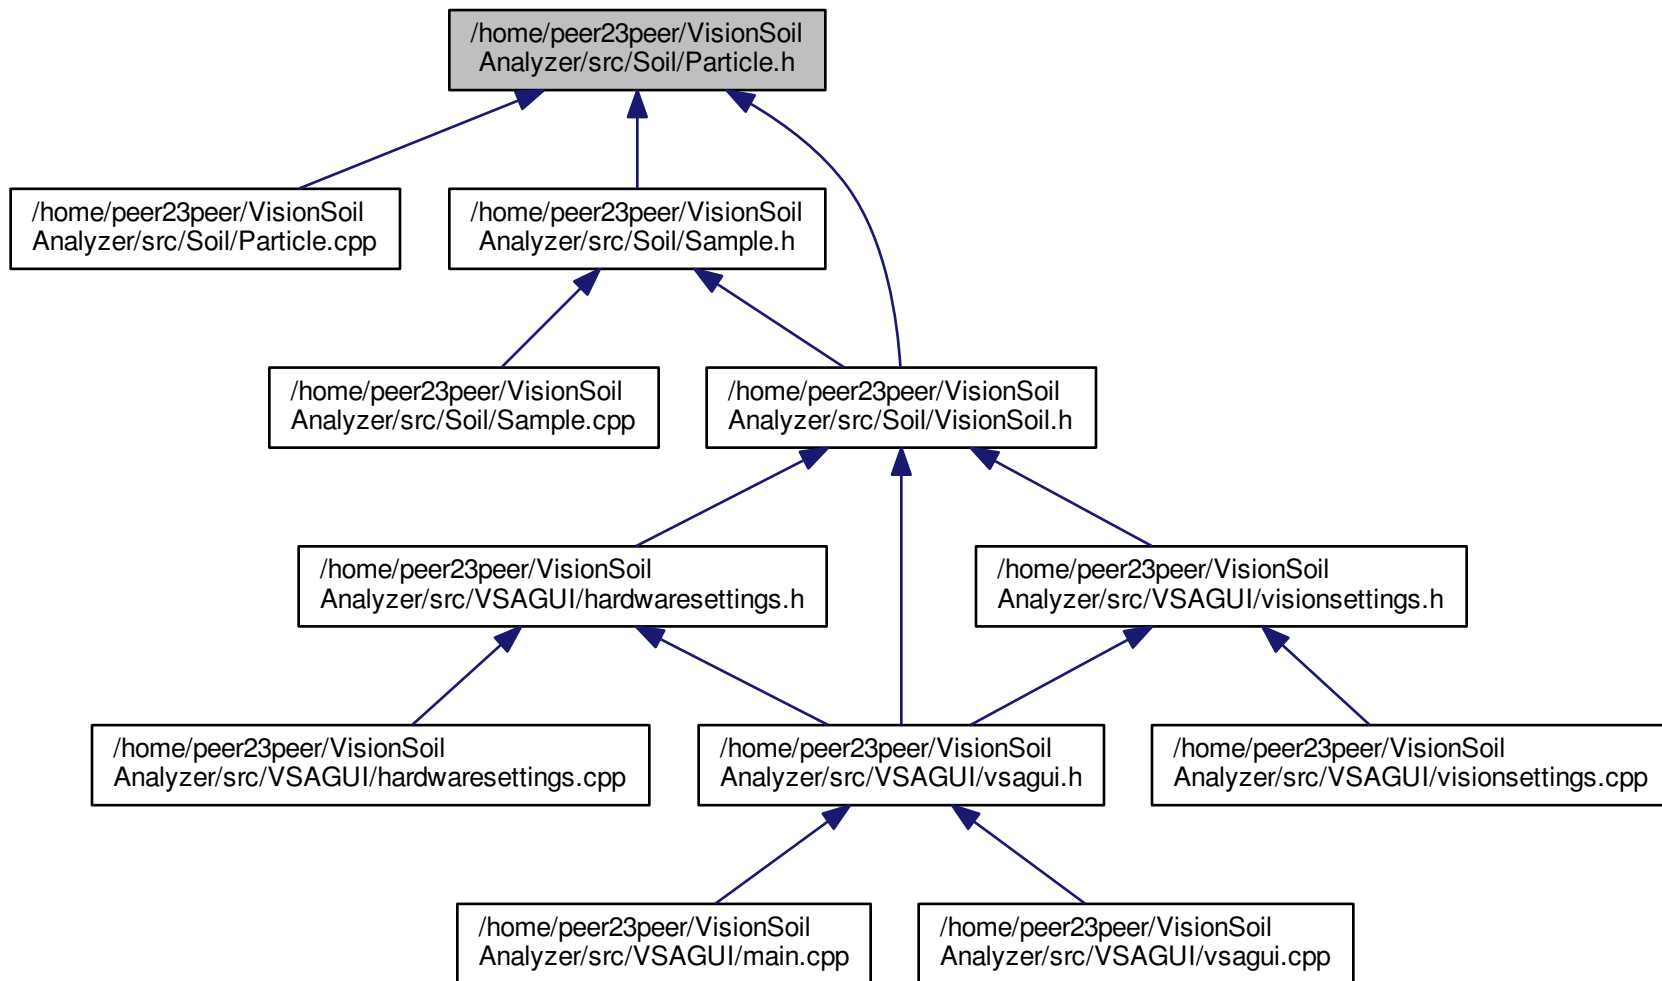 /home/peer23peer/VisionSoil
Analyzer/src/Soil/Particle.h
/home/peer23peer/VisionSoil
Analyzer/src/Soil/Particle.cpp
/home/peer23peer/VisionSoil
Analyzer/src/Soil/Sample.h
/home/peer23peer/VisionSoil
Analyzer/src/Soil/Sample.cpp
/home/peer23peer/VisionSoil
Analyzer/src/Soil/VisionSoil.h
/home/peer23peer/VisionSoil
Analyzer/src/VSAGUI/hardwaresettings.h
/home/peer23peer/VisionSoil
Analyzer/src/VSAGUI/visionsettings.h
/home/peer23peer/VisionSoil
Analyzer/src/VSAGUI/hardwaresettings.cpp
/home/peer23peer/VisionSoil
Analyzer/src/VSAGUI/vsagui.h
/home/peer23peer/VisionSoil
Analyzer/src/VSAGUI/visionsettings.cpp
/home/peer23peer/VisionSoil
Analyzer/src/VSAGUI/main.cpp
/home/peer23peer/VisionSoil
Analyzer/src/VSAGUI/vsagui.cpp